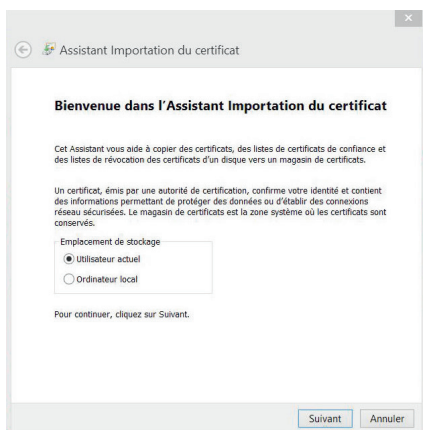 Assistant Importation du certificat
Bienvenue dans l'Assistant Importation du certificat
Cet Assistant vous aide à copier des certificats, des listes de certificats de confiance et
des listes de révocation des certificats d'un disque vers un magasin de certificats.
Un certificat, émis par une autorité de certification, confirme votre identité et contient
des informations permettant de protéger des données ou d'établir des connexions
réseau sécurisées. Le magasin de certificats est la zone système où les certificats sont
conservés.
Emplacement de stockage
Utilisateur actuel
Ordinateur local
Pour continuer, cliquez sur Suivant.
Suivant Annuler